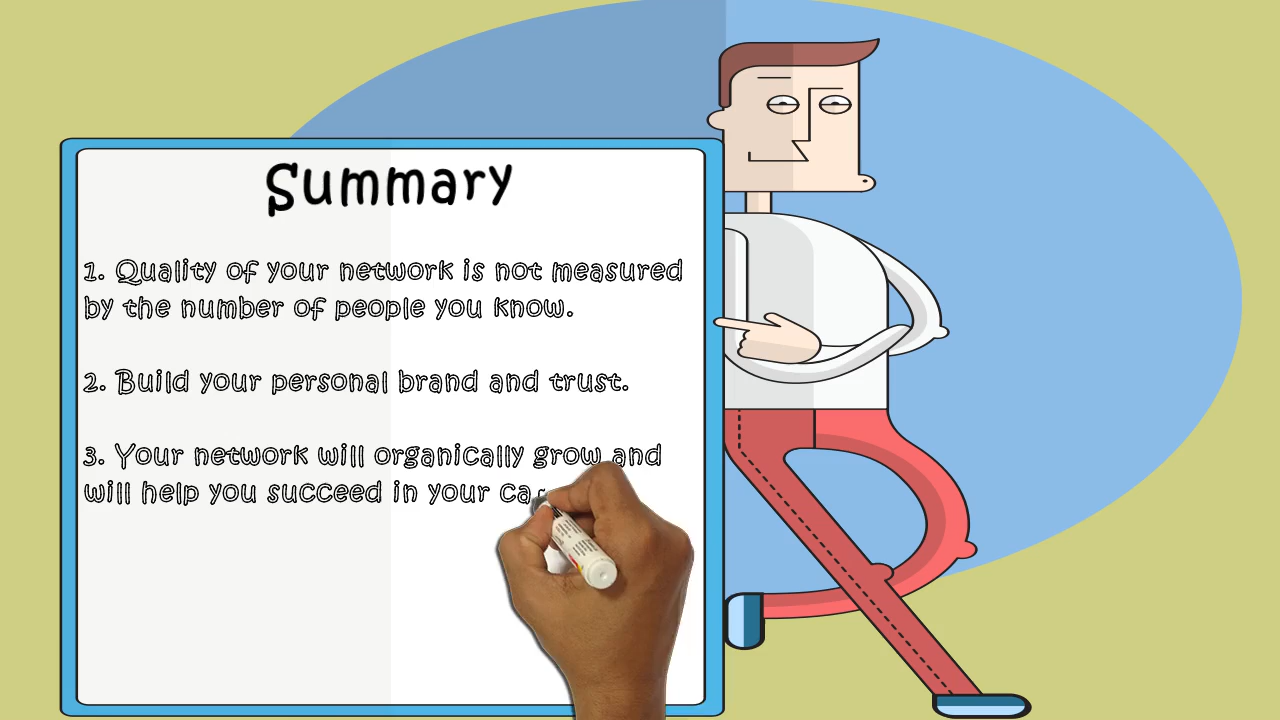 Summary
1. Quality of your network is not measured
by the number of people you know.
2. Build your personal brand and trust.
3. Your network will organically grow and
will help you succeed in your